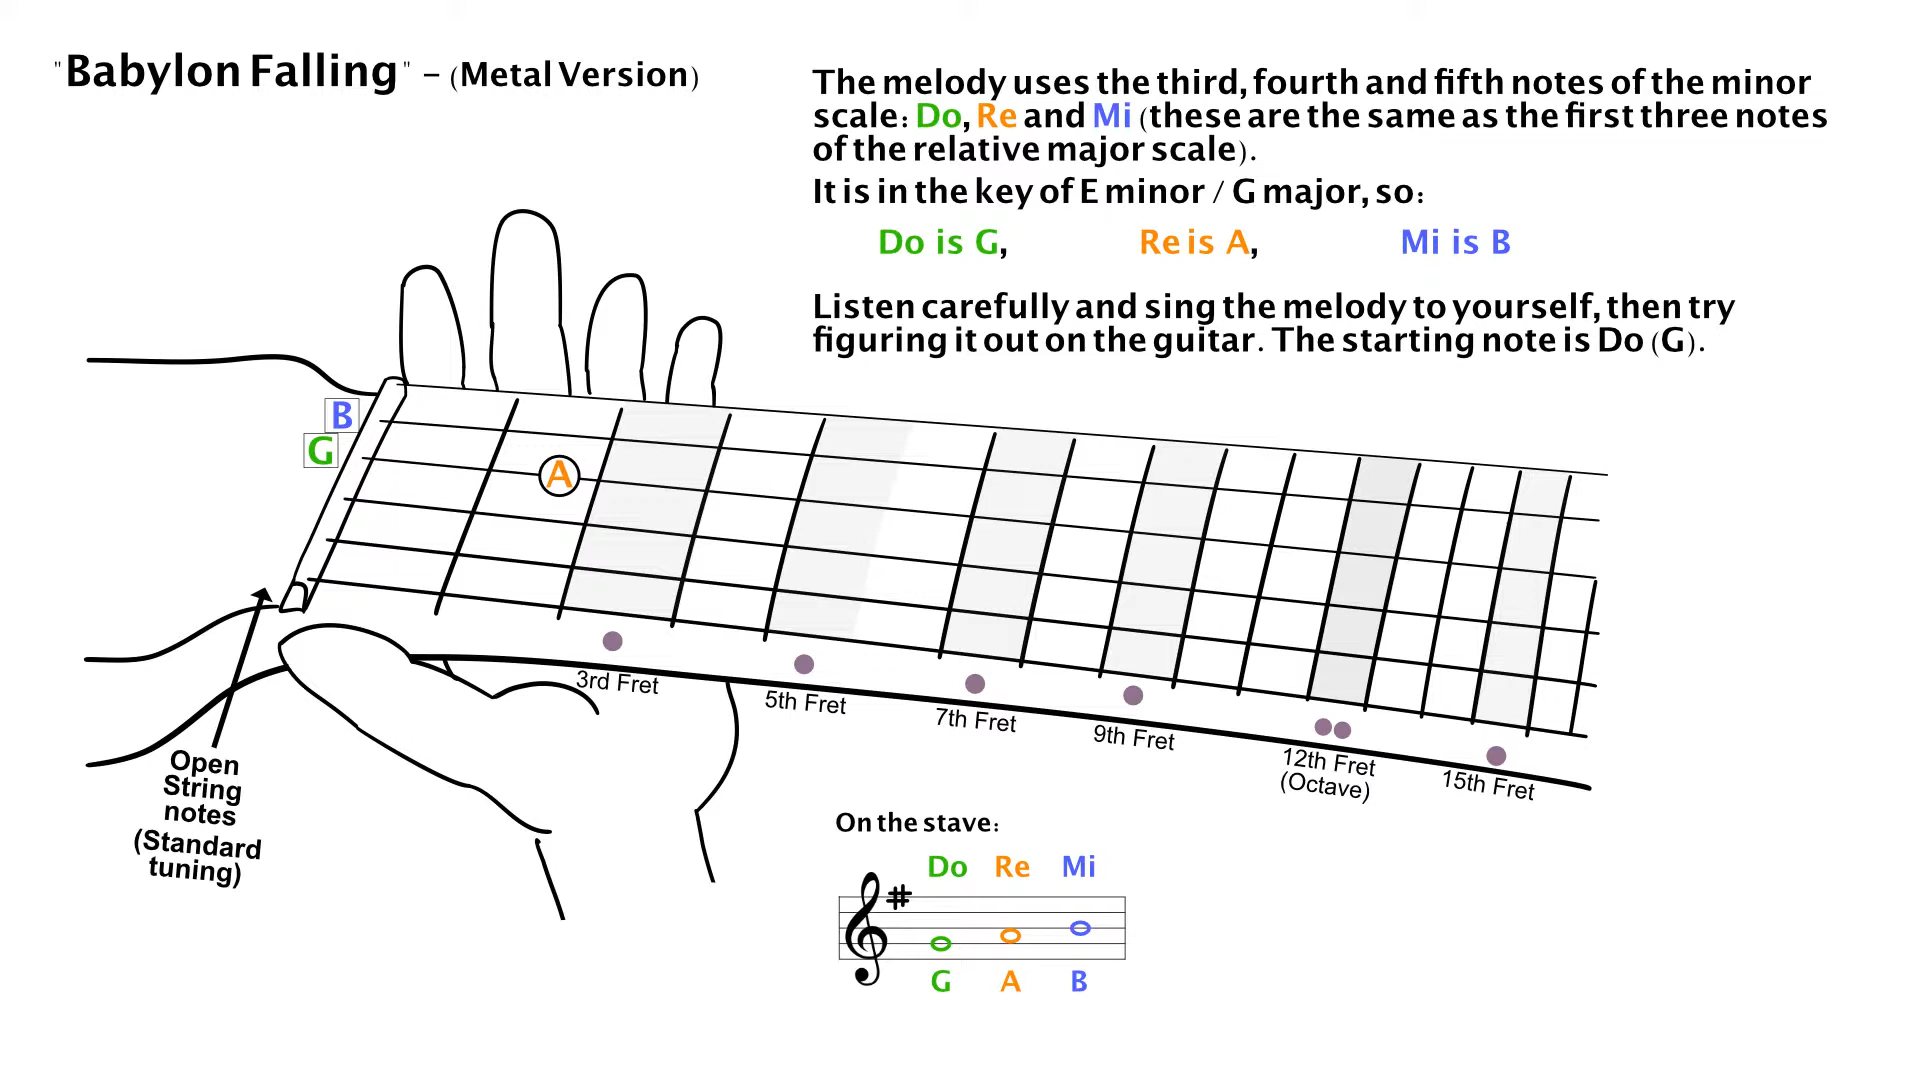 "Babylon Falling" – (Metal Version)
The melody uses the third, fourth and fifth notes of the minor
scale: Do, Re and Mi (these are the same as the first three notes
of the relative major scale).
It is in the key of E minor / G major, so:
Do is G, Re is A, Mi is B
Listen carefully and sing the melody to yourself, then try
figuring it out on the guitar. The starting note is Do (G).
B
G
A
3rd Fret
5th Fret
7th Fret
9th Fret
12th Fret
(Octave)
15th Fret
Open
String
notes
(Standard
tuning)
On the stave:
Do Re Mi
G A B